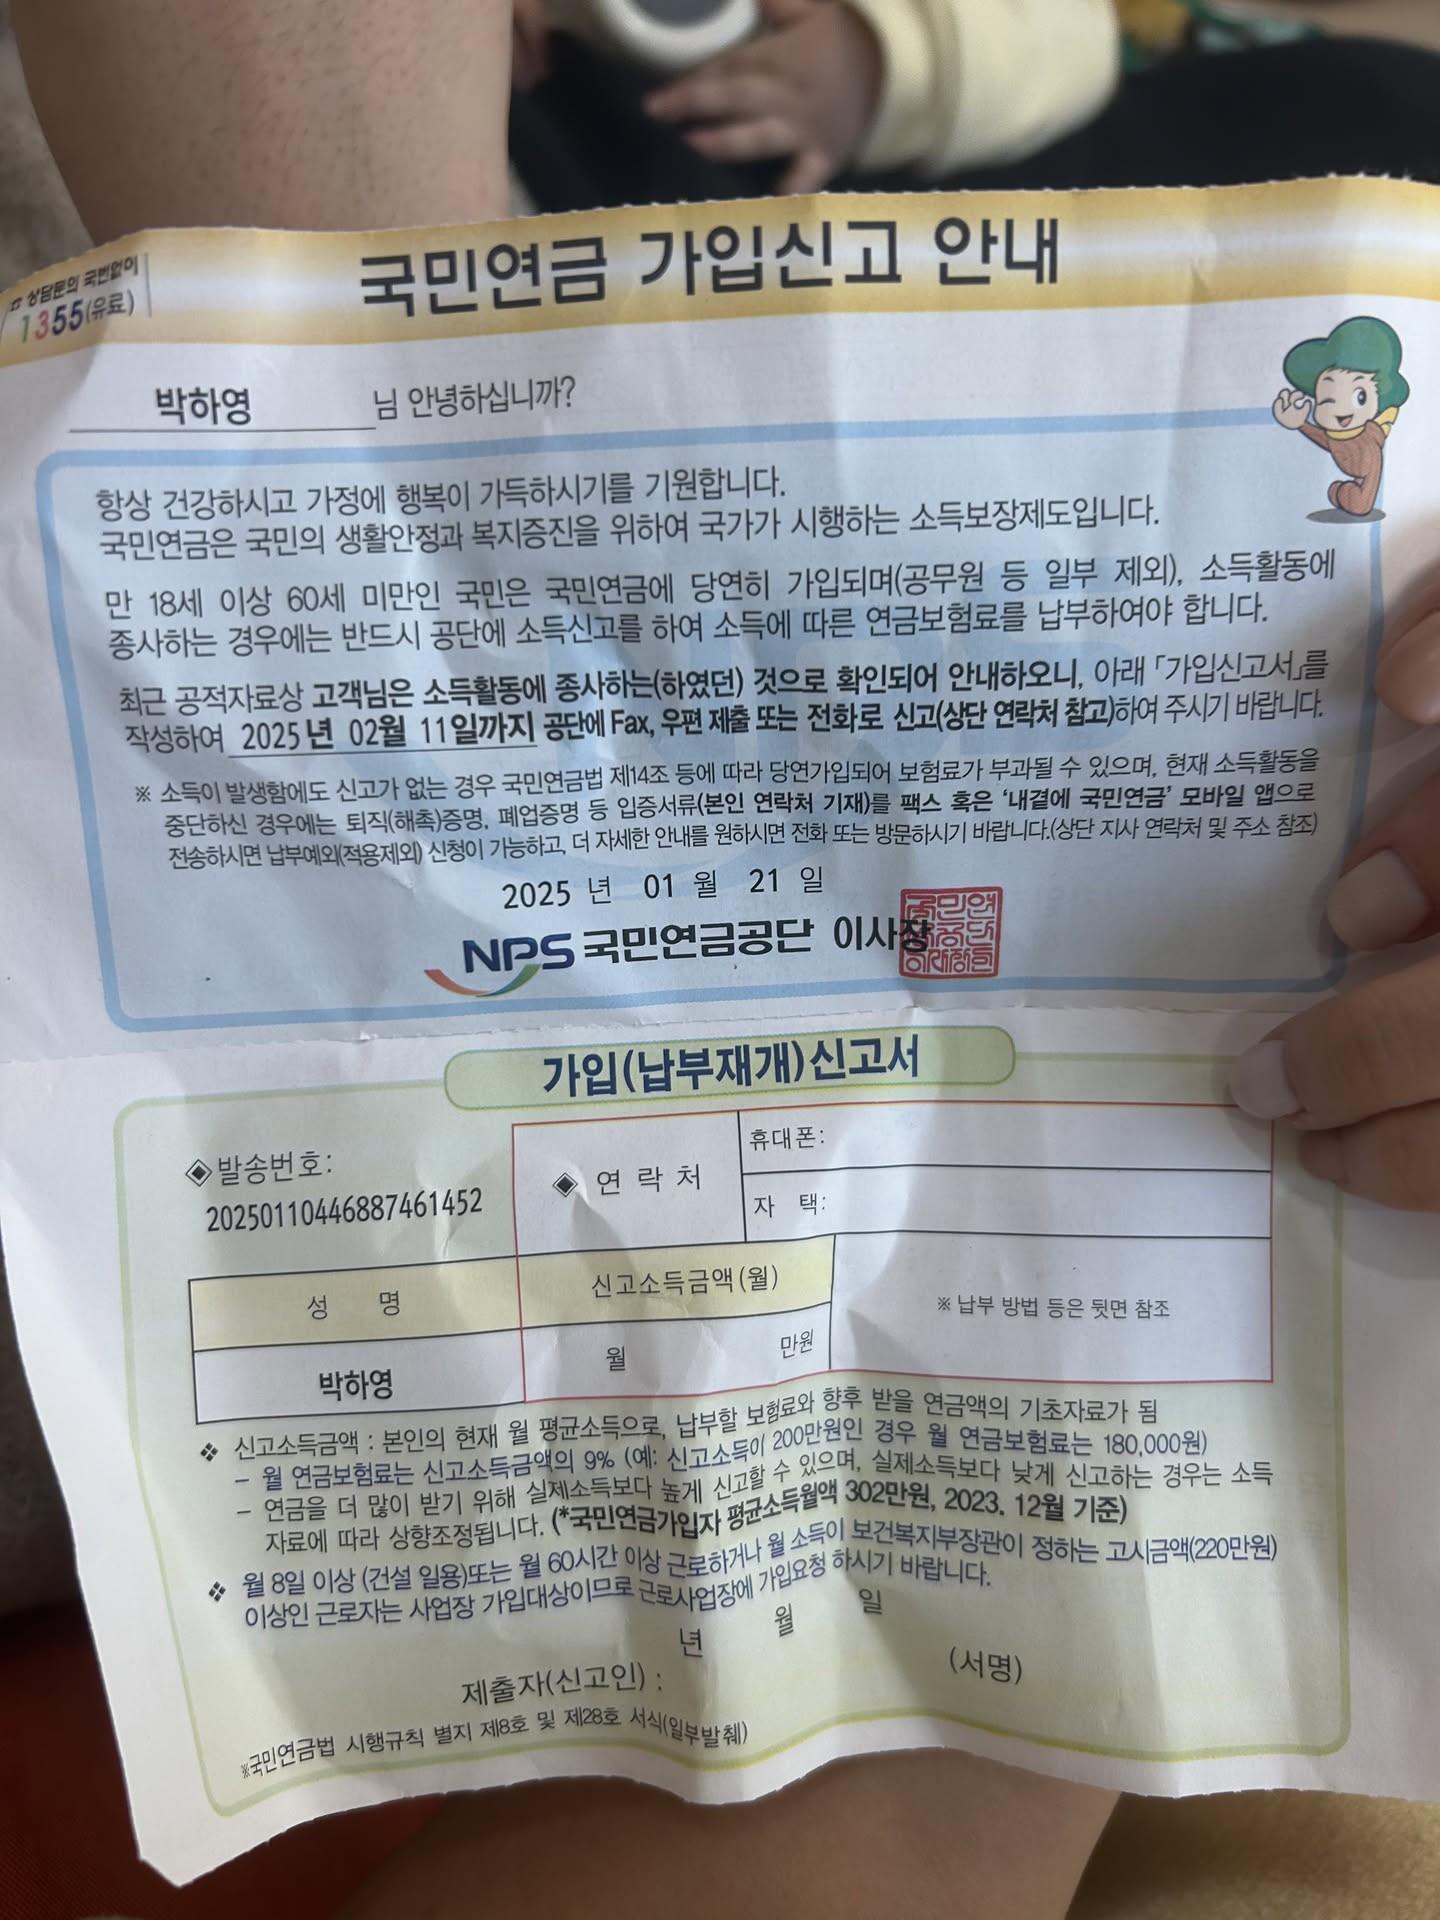 ☎ 상담문의 국번없이
1355(유료)
국민연금 가입신고 안내
박하영 님 안녕하십니까?
항상 건강하시고 가정에 행복이 가득하시기를 기원합니다.
국민연금은 국민의 생활안정과 복지증진을 위하여 국가가 시행하는 소득보장제도입니다.
만 18세 이상 60세 미만인 국민은 국민연금에 당연히 가입되며(공무원 등 일부 제외), 소득활동에
종사하는 경우에는 반드시 공단에 소득신고를 하여 소득에 따른 연금보험료를 납부하여야 합니다.
최근 공적자료상 고객님은 소득활동에 종사하는(하였던) 것으로 확인되어 안내하오니, 아래 「가입신고서」를
작성하여 2025년 02월 11일까지 공단에 Fax, 우편 제출 또는 전화로 신고(상단 연락처 참고)하여 주시기 바랍니다.
※ 소득이 발생함에도 신고가 없는 경우 국민연금법 제14조 등에 따라 당연가입되어 보험료가 부과될 수 있으며, 현재 소득활동을
중단하신 경우에는 퇴직(해촉)증명, 폐업증명 등 입증서류(본인 연락처 기재)를 팩스 혹은 '내곁에 국민연금' 모바일 앱으로
전송하시면 납부예외(적용제외) 신청이 가능하고, 더 자세한 안내를 원하시면 전화 또는 방문하시기 바랍니다.(상단 지사 연락처 및 주소 참조)
2025 년 01 월 21 일
NPS 국민연금공단 이사장
국민연
금공단
이사장의
가입(납부재개)신고서
◈발송번호:
20250110446887461452
◈ 연 락 처
휴대폰:
자 택:
성 명
신고소득금액(월)
※ 납부 방법 등은 뒷면 참조
박하영
월 만원
❖ 신고소득금액 : 본인의 현재 월 평균소득으로, 납부할 보험료와 향후 받을 연금액의 기초자료가 됨
- 월 연금보험료는 신고소득금액의 9% (예: 신고소득이 200만원인 경우 월 연금보험료는 180,000원)
- 연금을 더 많이 받기 위해 실제소득보다 높게 신고할 수 있으며, 실제소득보다 낮게 신고하는 경우는 소득
자료에 따라 상향조정됩니다. (*국민연금가입자 평균소득월액 302만원, 2023. 12월 기준)
❖ 월 8일 이상 (건설 일용)또는 월 60시간 이상 근로하거나 월 소득이 보건복지부장관이 정하는 고시금액(220만원)
이상인 근로자는 사업장 가입대상이므로 근로사업장에 가입요청 하시기 바랍니다.
년 월 일
제출자(신고인) : (서명)
※국민연금법 시행규칙 별지 제8호 및 제28호 서식(일부발췌)